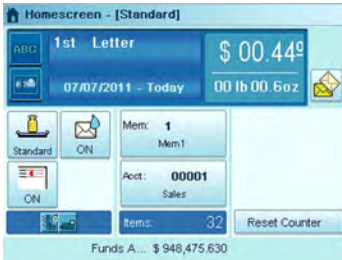 Homescreen - [Standard]
ABC
1st Letter
$ 00.44⁰
07/07/2011 - Today
00 lb 00.6oz
Standard
ON
Mem: 1
Mem1
ON
Acct: 00001
Sales
Items: 32
Reset Counter
Funds A... $ 948,475.630